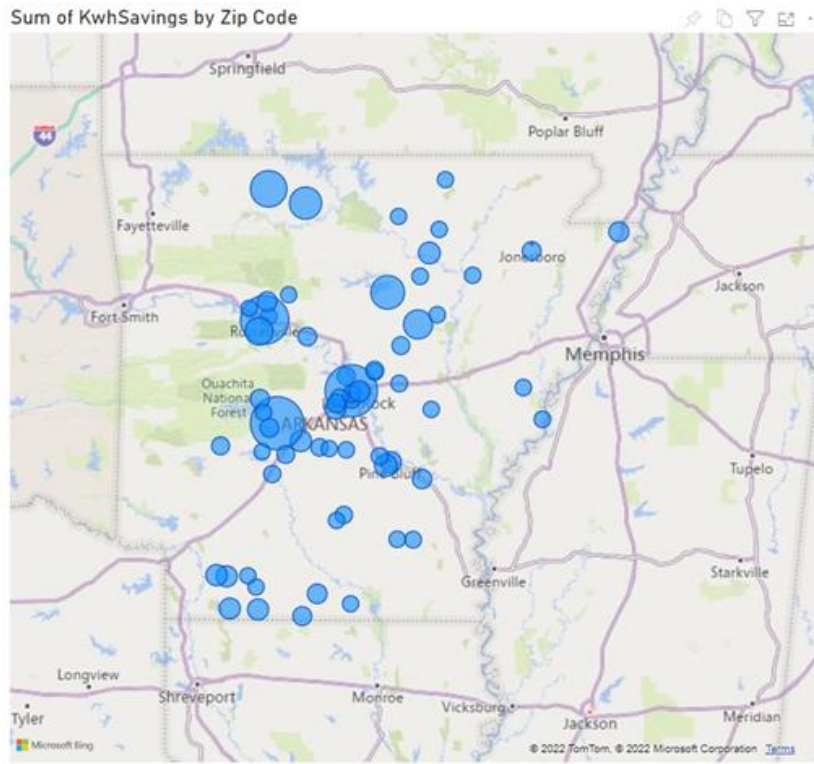 Sum of KwhSavings by Zip Code
Springfield
44
Poplar Bluff
Fayetteville
Jonesboro
Jackson
Fort Smith
Memphis
Ouachita
National
Forest
ARKANSAS
Tupelo
Pine Bluff
Greenville
Starkville
Longview
Shreveport
Monroe
Vicksburg
Tyler
Jackson
Meridian
Microsoft Bing
© 2022 TomTom, © 2022 Microsoft Corporation Terms